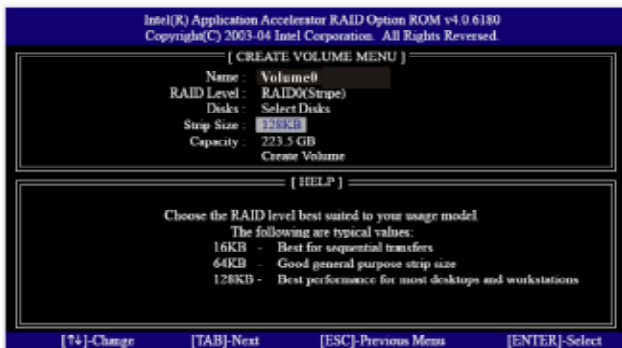 Intel(R) Application Accelerator RAID Option ROM v4.0.6180
Copyright(C) 2003-04 Intel Corporation. All Rights Reversed.
[ CREATE VOLUME MENU ]
Name : Volume0
RAID Level : RAID0(Stripe)
Disks : Select Disks
Strip Size : 128KB
Capacity : 223.5 GB
Create Volume
[ HELP ]
Choose the RAID level best suited to your usage model.
The following are typical values:
16KB - Best for sequential transfers
64KB - Good general purpose strip size
128KB - Best performance for most desktops and workstations
[↑↓]-Change [TAB]-Next [ESC]-Previous Menu [ENTER]-Select